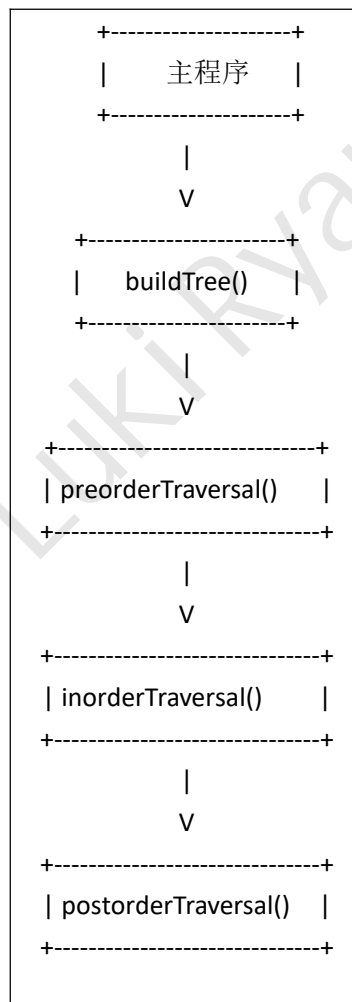 +---------------------+
| 主程序 |
+---------------------+
|
V
+-----------------------+
| buildTree() |
+-----------------------+
|
V
+------------------------------+
| preorderTraversal() |
+-------------------------------+
|
V
+-------------------------------+
| inorderTraversal() |
+-------------------------------+
|
V
+-------------------------------+
| postorderTraversal() |
+-------------------------------+